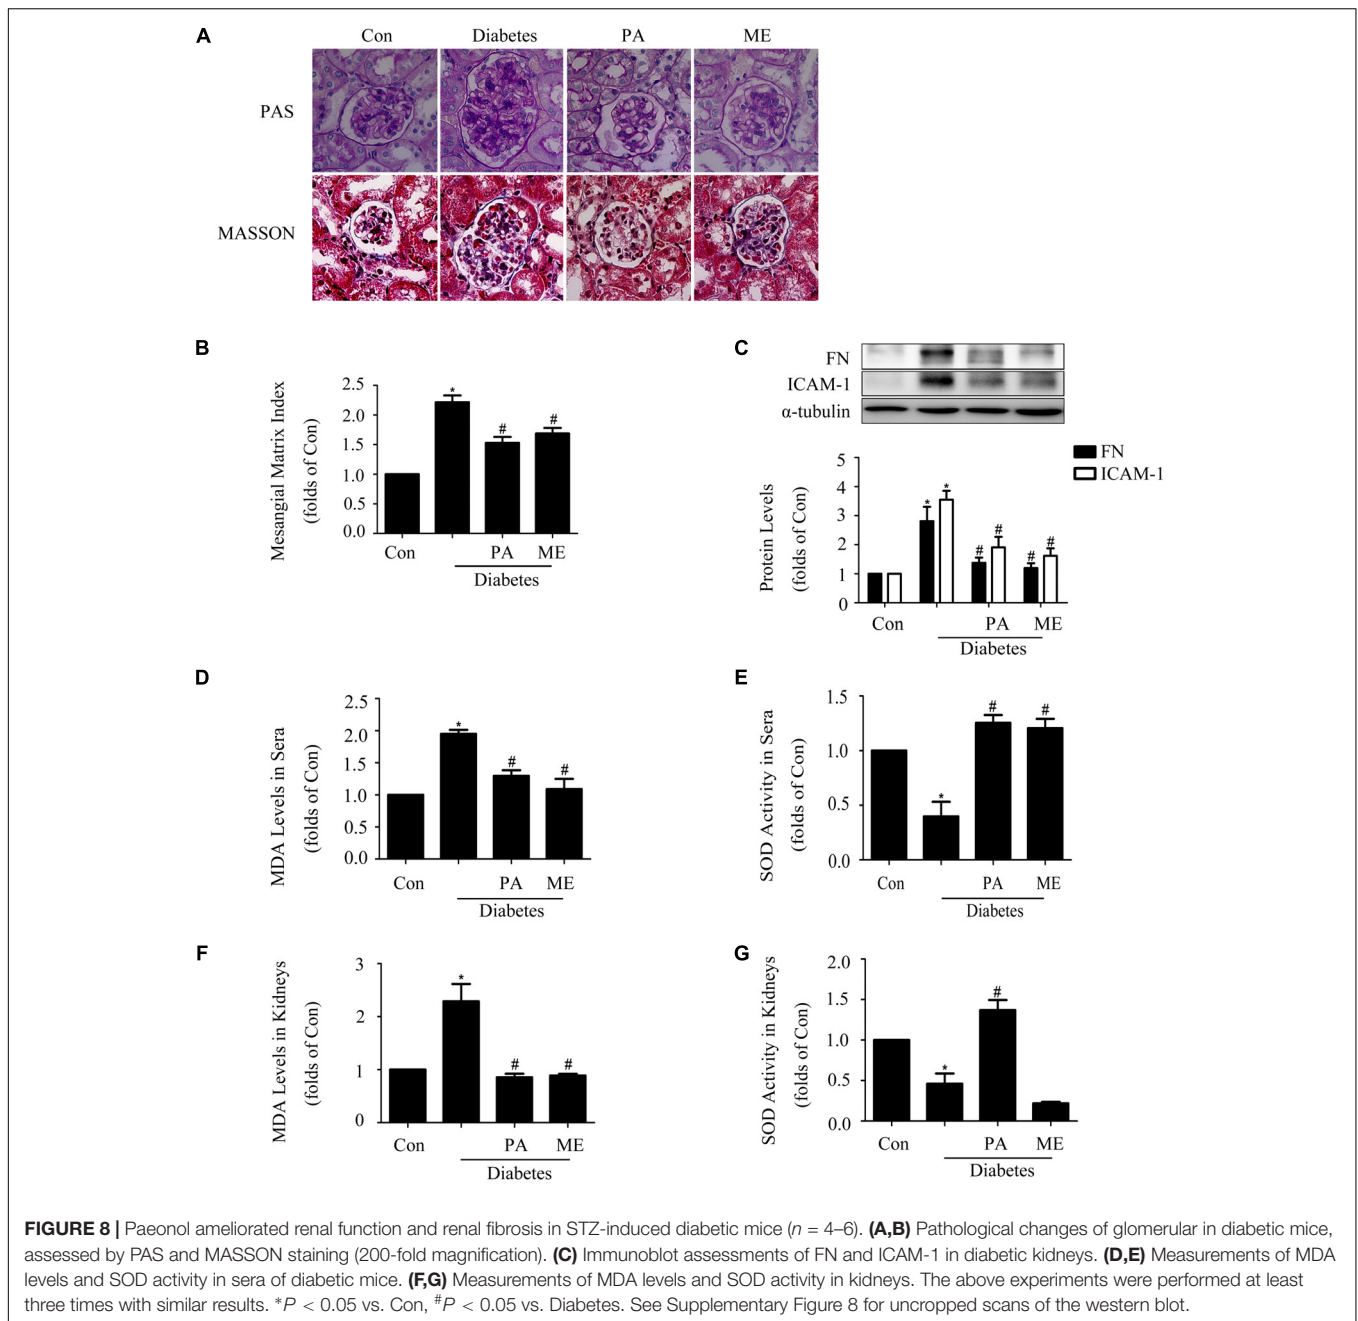 A
Con Diabetes PA ME
PAS
MASSON
B
Mesangial Matrix Index
(folds of Con)
2.5
2.0
1.5
1.0
0.5
0.0
*
#
#
Con PA ME
Diabetes
C
FN
ICAM-1
α-tubulin
FN
ICAM-1
Protein Levels
(folds of Con)
5
4
3
2
1
0
* *
# #
# #
Con PA ME
Diabetes
D
MDA Levels in Sera
(folds of Con)
2.5
2.0
1.5
1.0
0.5
0.0
*
#
#
Con PA ME
Diabetes
E
SOD Activity in Sera
(folds of Con)
1.5
1.0
0.5
0.0
*
#
#
Con PA ME
Diabetes
F
MDA Levels in Kidneys
(folds of Con)
3
2
1
0
*
#
#
Con PA ME
Diabetes
G
SOD Activity in Kidneys
(folds of Con)
2.0
1.5
1.0
0.5
0.0
*
#
Con PA ME
Diabetes
FIGURE 8 | Paeonol ameliorated renal function and renal fibrosis in STZ-induced diabetic mice (n = 4–6). (A,B) Pathological changes of glomerular in diabetic mice,
assessed by PAS and MASSON staining (200-fold magnification). (C) Immunoblot assessments of FN and ICAM-1 in diabetic kidneys. (D,E) Measurements of MDA
levels and SOD activity in sera of diabetic mice. (F,G) Measurements of MDA levels and SOD activity in kidneys. The above experiments were performed at least
three times with similar results. *P < 0.05 vs. Con, #P < 0.05 vs. Diabetes. See Supplementary Figure 8 for uncropped scans of the western blot.